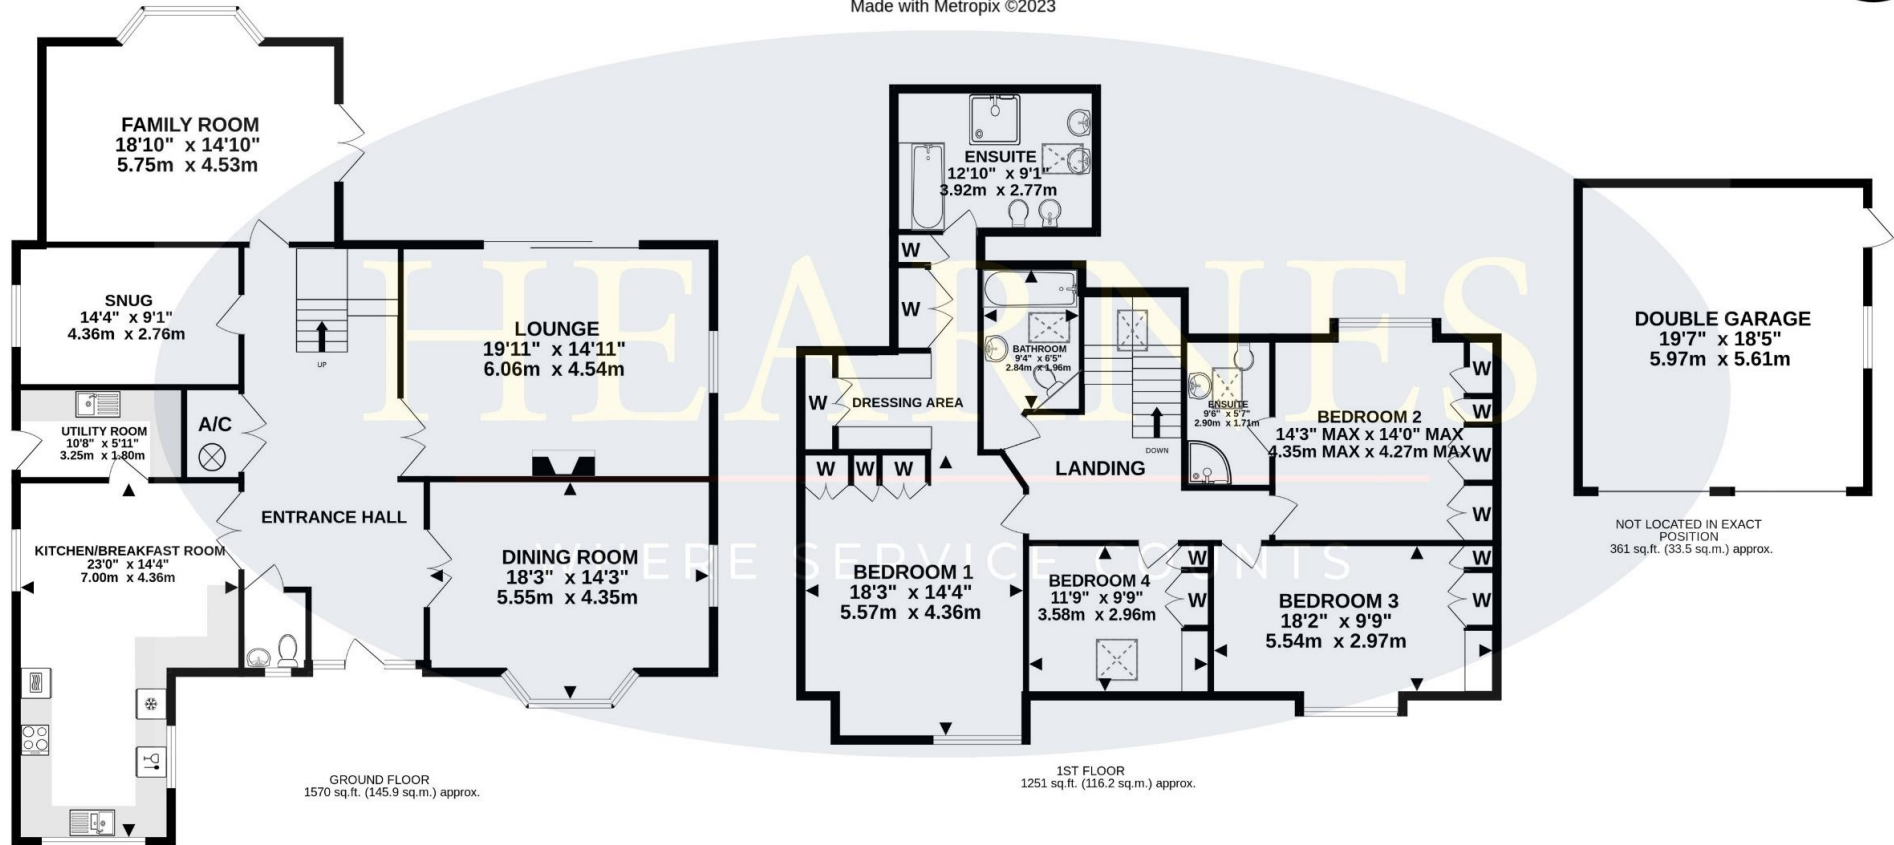 Made with Metropix ©2023
FAMILY ROOM
18'10" x 14'10"
5.75m x 4.53m
SNUG
14'4" x 9'1"
4.36m x 2.76m
UP
LOUNGE
19'11" x 14'11"
6.06m x 4.54m
UTILITY ROOM
10'8" x 5'11"
3.25m x 1.80m
A/C
ENTRANCE HALL
KITCHEN/BREAKFAST ROOM
23'0" x 14'4"
7.00m x 4.36m
DINING ROOM
18'3" x 14'3"
5.55m x 4.35m
GROUND FLOOR
1570 sq.ft. (145.9 sq.m.) approx.
ENSUITE
12'10" x 9'1"
3.92m x 2.77m
W
W
BATHROOM
9'4" x 6'5"
2.84m x 1.96m
W
DRESSING AREA
W
W
W
LANDING
DOWN
ENSUITE
9'6" x 5'7"
2.90m x 1.71m
BEDROOM 2
14'3" MAX x 14'0" MAX
4.35m MAX x 4.27m MAX
W
W
W
W
BEDROOM 1
18'3" x 14'4"
5.57m x 4.36m
BEDROOM 4
11'9" x 9'9"
3.58m x 2.96m
W
W
BEDROOM 3
18'2" x 9'9"
5.54m x 2.97m
W
W
1ST FLOOR
1251 sq.ft. (116.2 sq.m.) approx.
DOUBLE GARAGE
19'7" x 18'5"
5.97m x 5.61m
NOT LOCATED IN EXACT
POSITION
361 sq.ft. (33.5 sq.m.) approx.
HEARNES
WHERE SERVICE COUNTS